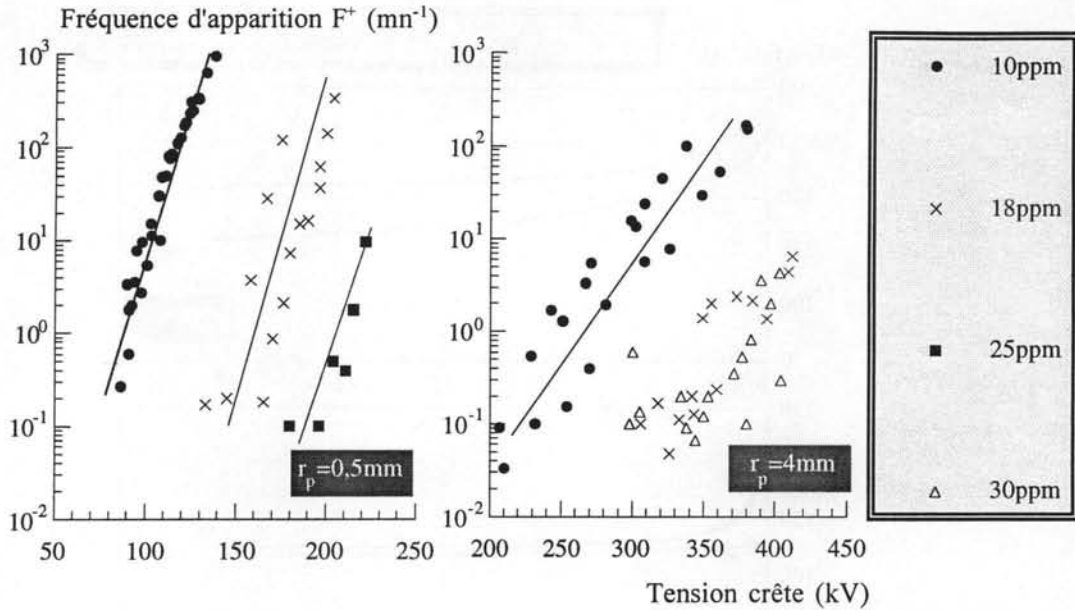 Fréquence d'apparition F⁺ (mn⁻¹)
10³
10²
10¹
10⁰
10⁻¹
10⁻²
50 100 150 200 250
r_p=0,5mm
10³
10²
10¹
10⁰
10⁻¹
10⁻²
200 250 300 350 400 450
r_p=4mm
Tension crête (kV)
10ppm
18ppm
25ppm
30ppm